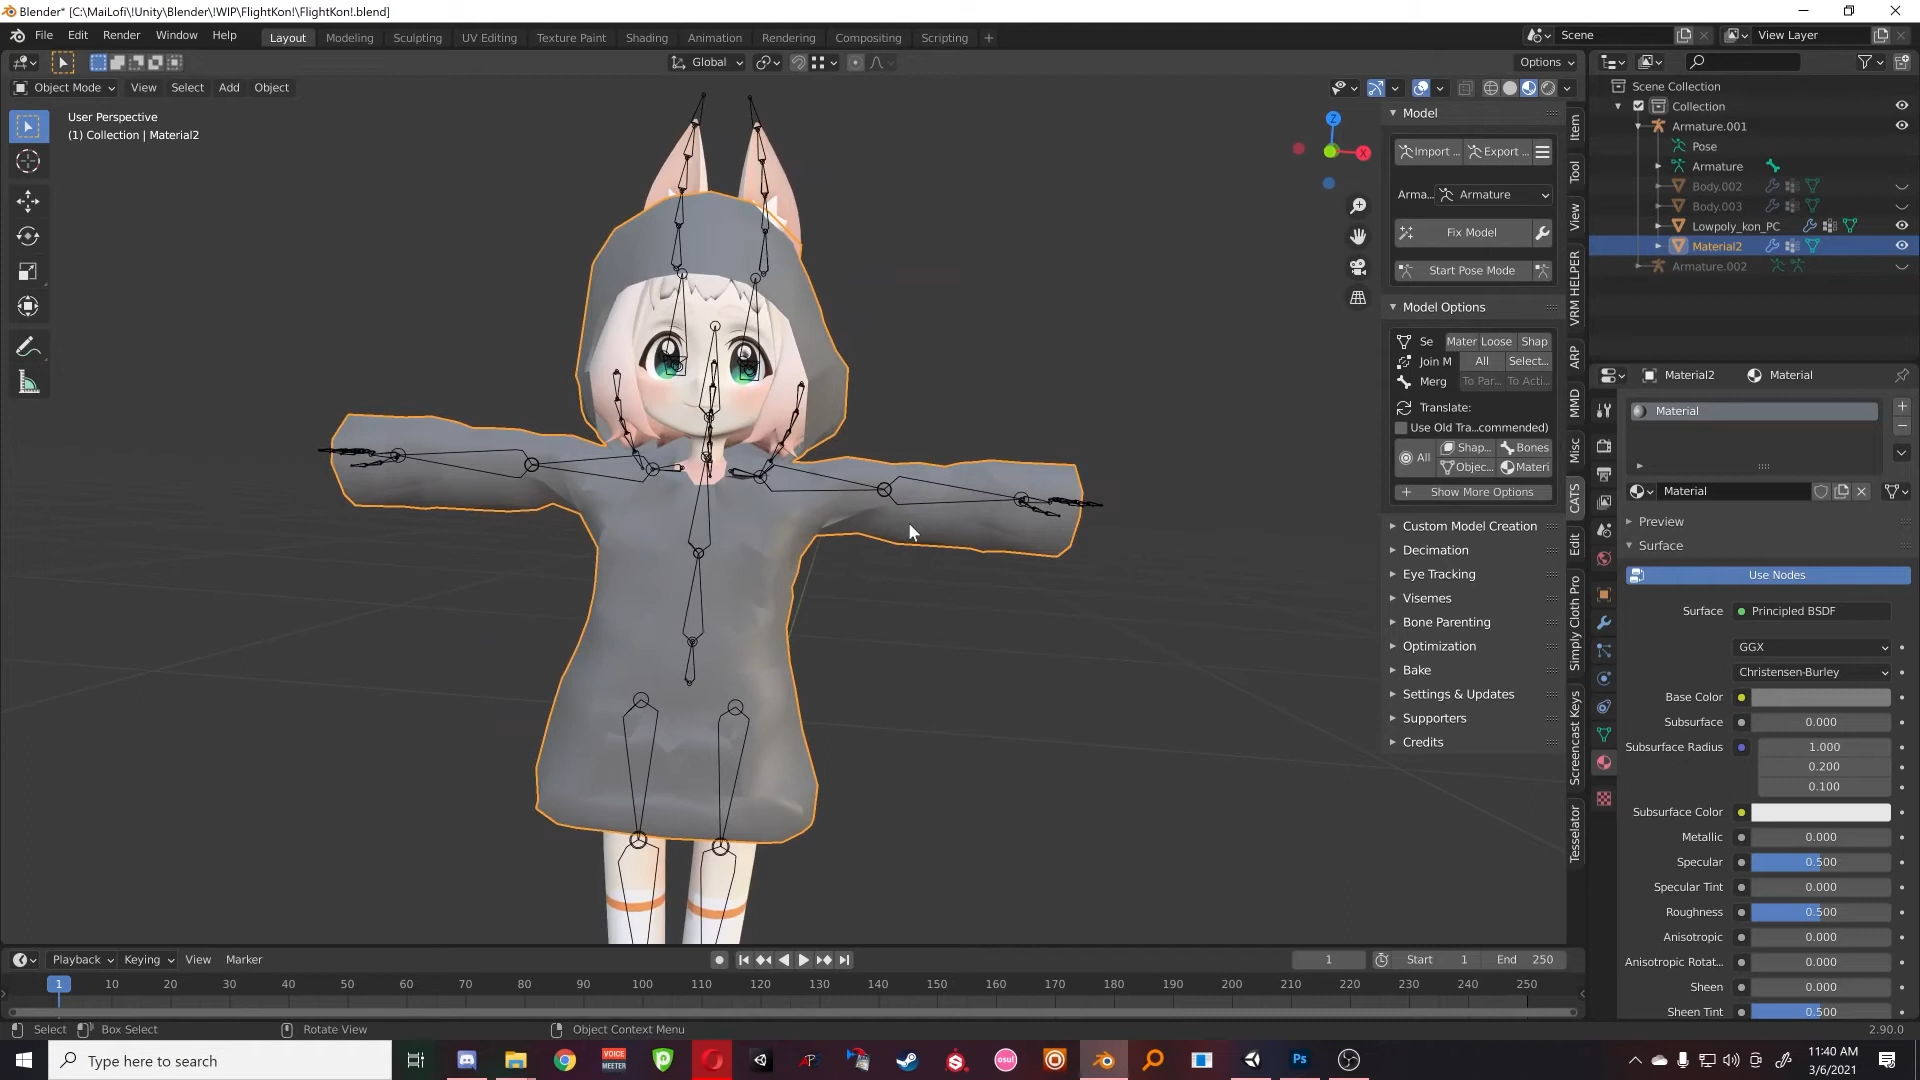 Blender* [C:\MaiLofi\!Unity\Blender\!WIP\FlightKon!\FlightKon!.blend]
File Edit Render Window Help
Layout Modeling Sculpting UV Editing Texture Paint Shading Animation Rendering Compositing Scripting +
Scene
View Layer
Global
Options
Object Mode View Select Add Object
User Perspective
(1) Collection | Material2
Z
X
Model
Import ...
Export ...
Arma...
Armature
Fix Model
Start Pose Mode
Model Options
Se Mater Loose Shap
Join M All Select...
Merg To Par... To Acti...
Translate:
Use Old Tra...commended)
All
Shap... Bones
Objec... Materi
Show More Options
Custom Model Creation
Decimation
Eye Tracking
Visemes
Bone Parenting
Optimization
Bake
Settings & Updates
Supporters
Credits
Item
Tool
View
VRM HELPER
ARP
MMD
Misc
CATS
Edit
Simply Cloth Pro
Screencast Keys
Tesselator
Scene Collection
Collection
Armature.001
Pose
Armature
Body.002
Body.003
Lowpoly_kon_PC
Material2
Armature.002
Material2 Material
Material
Material
Preview
Surface
Use Nodes
Surface Principled BSDF
GGX
Christensen-Burley
Base Color
Subsurface 0.000
Subsurface Radius 1.000
0.200
0.100
Subsurface Color
Metallic 0.000
Specular 0.500
Specular Tint 0.000
Roughness 0.500
Anisotropic 0.000
Anisotropic Rotat... 0.000
Sheen 0.000
Sheen Tint 0.500
Playback Keying View Marker
1 Start 1 End 250
1 10 20 30 40 50 60 70 80 90 100 110 120 130 140 150 160 170 180 190 200 210 220 230 240 250
Select Box Select Rotate View Object Context Menu
2.90.0
Type here to search
VOICE
MEETER
osu!
Ps
11:40 AM
3/6/2021